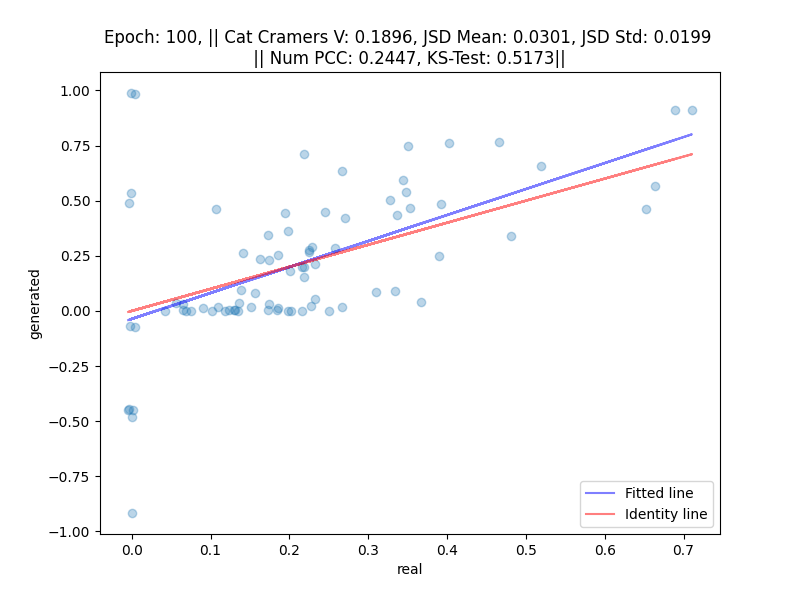 Epoch: 100, || Cat Cramers V: 0.1896, JSD Mean: 0.0301, JSD Std: 0.0199
|| Num PCC: 0.2447, KS-Test: 0.5173||
1.00
0.75
0.50
0.25
0.00
−0.25
−0.50
−0.75
−1.00
generated
Fitted line
Identity line
0.0 0.1 0.2 0.3 0.4 0.5 0.6 0.7
real